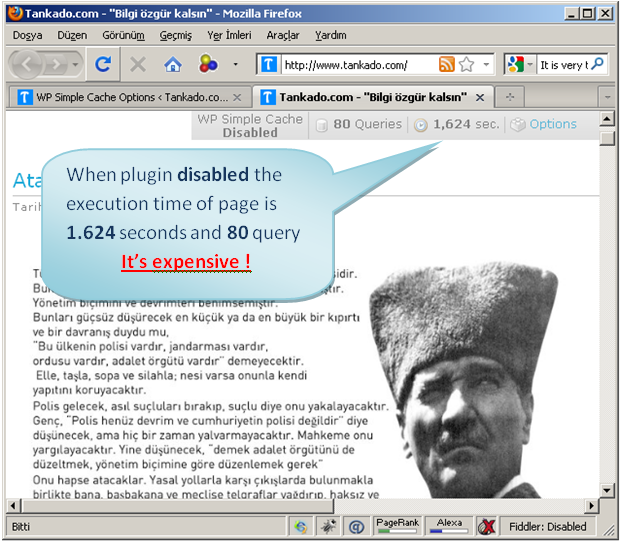 Tankado.com - "Bilgi özgür kalsın" - Mozilla Firefox
Dosya Düzen Görünüm Geçmiş Yer İmleri Araçlar Yardım
http://www.tankado.com/ It is very t
WP Simple Cache Options ‹ Tankado.co... Tankado.com - "Bilgi özgür kalsın"
WP Simple Cache Disabled 80 Queries 1,624 sec. Options
Ata
Tarih
When plugin disabled the
execution time of page is
1.624 seconds and 80 query
It's expensive !
sidir.
Yönetim biçimini ve devrimleri benimsemiştir.
Bunları güçsüz düşürecek en küçük ya da en büyük bir kıpırtı
ve bir davranış duydu mu,
"Bu ülkenin polisi vardır, jandarması vardır,
ordusu vardır, adalet örgütü vardır" demeyecektir.
Elle, taşla, sopa ve silahla; nesi varsa onunla kendi
yapıtını koruyacaktır.
Polis gelecek, asıl suçluları bırakıp, suçlu diye onu yakalayacaktır.
Genç, "Polis henüz devrim ve cumhuriyetin polisi değildir" diye
düşünecek, ama hiç bir zaman yalvarmayacaktır. Mahkeme onu
yargılayacaktır. Yine düşünecek, "demek adalet örgütünü de
düzeltmek, yönetim biçimine göre düzenlemek gerek"
Onu hapse atacaklar. Yasal yollarla karşı çıkışlarda bulunmakla
birlikte bana, başbakana ve meclise telgraflar yağdırıp, haksız ve
Bitti PageRank Alexa Fiddler: Disabled